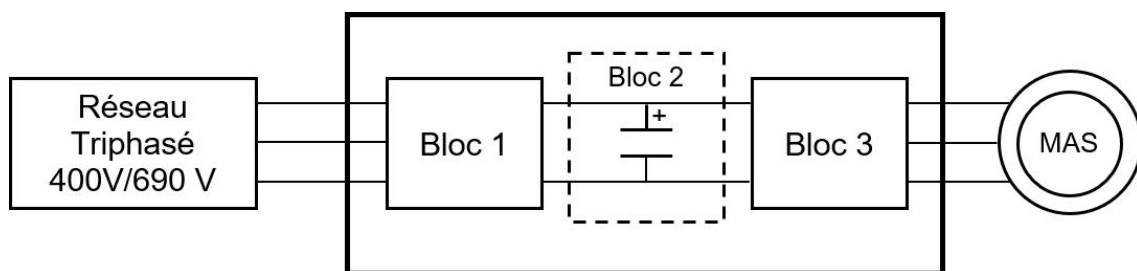 Réseau
Triphasé
400V/690 V
Bloc 1
Bloc 2
+
Bloc 3
MAS